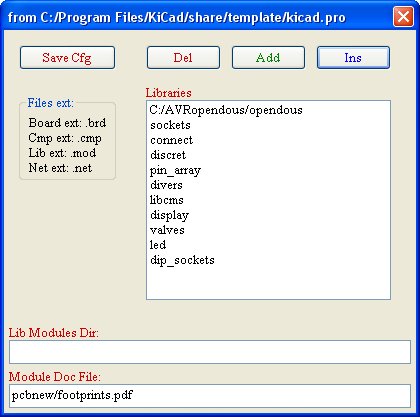 from C:/Program Files/KiCad/share/template/kicad.pro
Save Cfg Del Add Ins
Files ext:
Board ext: .brd
Cmp ext: .cmp
Lib ext: .mod
Net ext: .net
Libraries
C:/AVRopendous/opendous
sockets
connect
discret
pin_array
divers
libcms
display
valves
led
dip_sockets
Lib Modules Dir:
Module Doc File:
pcbnew/footprints.pdf